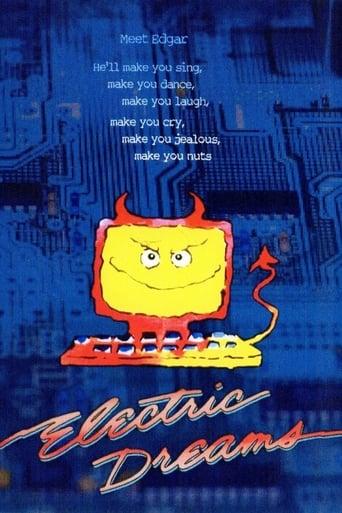 Meet Edgar
He'll make you sing,
make you dance,
make you laugh,
make you cry,
make you jealous,
make you nuts
Electric
Dreams